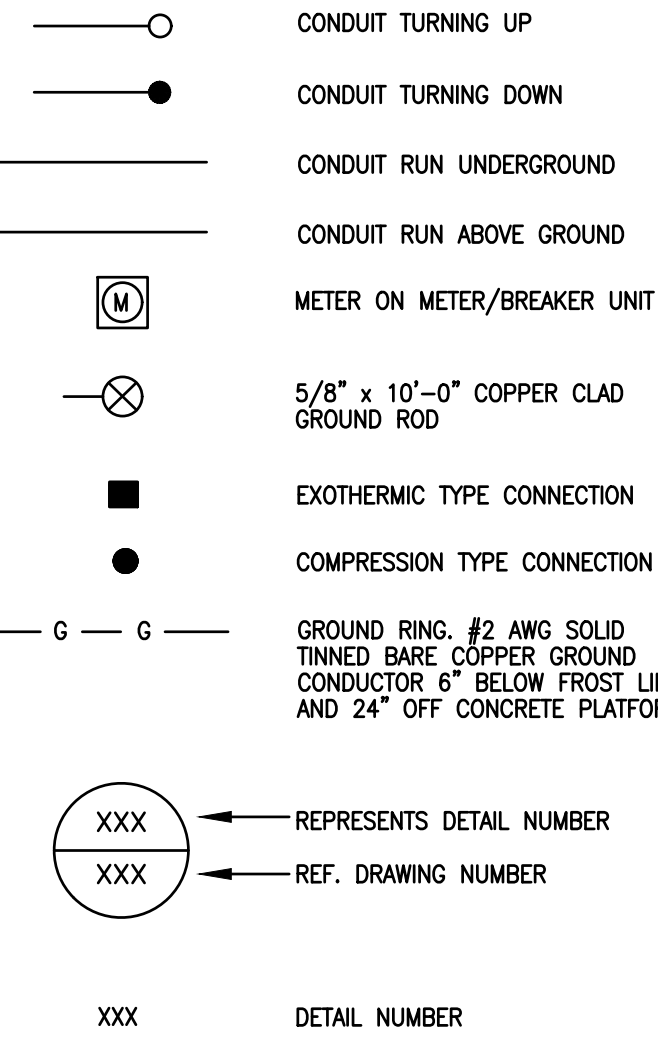 CONDUIT TURNING UP
CONDUIT TURNING DOWN
CONDUIT RUN UNDERGROUND
CONDUIT RUN ABOVE GROUND
M METER ON METER/BREAKER UNIT
5/8" x 10'-0" COPPER CLAD
GROUND ROD
EXOTHERMIC TYPE CONNECTION
COMPRESSION TYPE CONNECTION
G G GROUND RING. #2 AWG SOLID
TINNED BARE COPPER GROUND
CONDUCTOR 6" BELOW FROST
AND 24" OFF CONCRETE
XXX REPRESENTS DETAIL NUMBER
XXX REF. DRAWING NUMBER
XXX DETAIL NUMBER